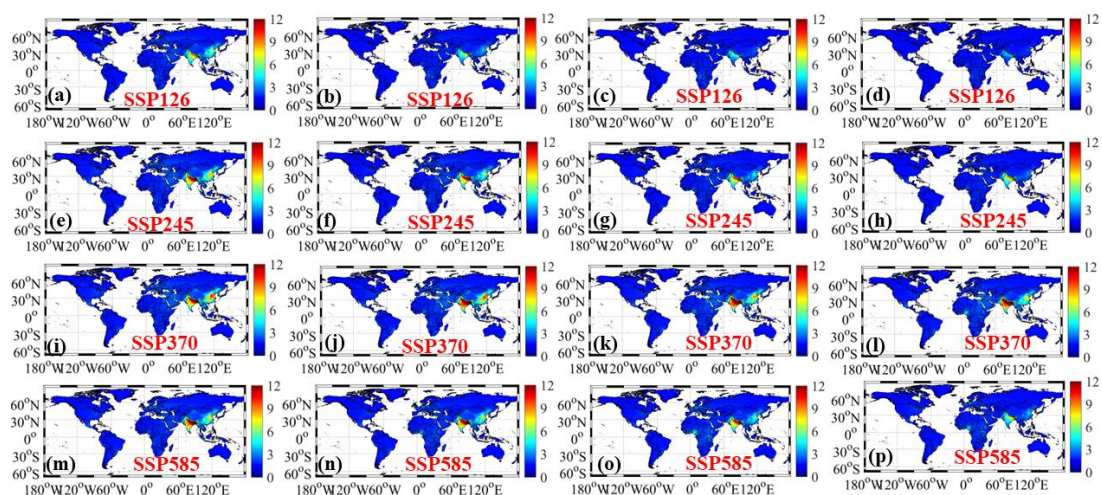 12 12 12 12
60°N 9 60°N 9 60°N 9 60°N 9
30°N 30°N 30°N 30°N
0° 6 0° 6 0° 6 0° 6
30°S 3 30°S 3 30°S 3 30°S 3
(a) SSP126 (b) SSP126 (c) SSP126 (d) SSP126
60°S 0 60°S 0 60°S 0 60°S 0
180°W120°W60°W 0° 60°E120°E 180°W120°W60°W 0° 60°E120°E 180°W120°W60°W 0° 60°E120°E 180°W120°W60°W 0° 60°E120°E
12 12 12 12
60°N 9 60°N 9 60°N 9 60°N 9
30°N 30°N 30°N 30°N
0° 6 0° 6 0° 6 0° 6
30°S 3 30°S 3 30°S 3 30°S 3
(e) SSP245 (f) SSP245 (g) SSP245 (h) SSP245
60°S 0 60°S 0 60°S 0 60°S 0
180°W120°W60°W 0° 60°E120°E 180°W120°W60°W 0° 60°E120°E 180°W120°W60°W 0° 60°E120°E 180°W120°W60°W 0° 60°E120°E
12 12 12 12
60°N 9 60°N 9 60°N 9 60°N 9
30°N 30°N 30°N 30°N
0° 6 0° 6 0° 6 0° 6
30°S 3 30°S 3 30°S 3 30°S 3
(i) SSP370 (j) SSP370 (k) SSP370 (l) SSP370
60°S 0 60°S 0 60°S 0 60°S 0
180°W120°W60°W 0° 60°E120°E 180°W120°W60°W 0° 60°E120°E 180°W120°W60°W 0° 60°E120°E 180°W120°W60°W 0° 60°E120°E
12 12 12 12
60°N 9 60°N 9 60°N 9 60°N 9
30°N 30°N 30°N 30°N
0° 6 0° 6 0° 6 0° 6
30°S 3 30°S 3 30°S 3 30°S 3
(m) SSP585 (n) SSP585 (o) SSP585 (p) SSP585
60°S 0 60°S 0 60°S 0 60°S 0
180°W120°W60°W 0° 60°E120°E 180°W120°W60°W 0° 60°E120°E 180°W120°W60°W 0° 60°E120°E 180°W120°W60°W 0° 60°E120°E